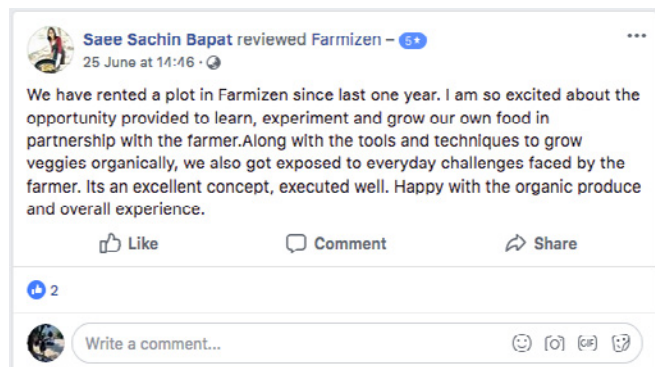 Saee Sachin Bapat reviewed Farmizen – 5★
25 June at 14:46 ·
We have rented a plot in Farmizen since last one year. I am so excited about the
opportunity provided to learn, experiment and grow our own food in
partnership with the farmer.Along with the tools and techniques to grow
veggies organically, we also got exposed to everyday challenges faced by the
farmer. Its an excellent concept, executed well. Happy with the organic produce
and overall experience.
Like Comment Share
2
Write a comment... GIF